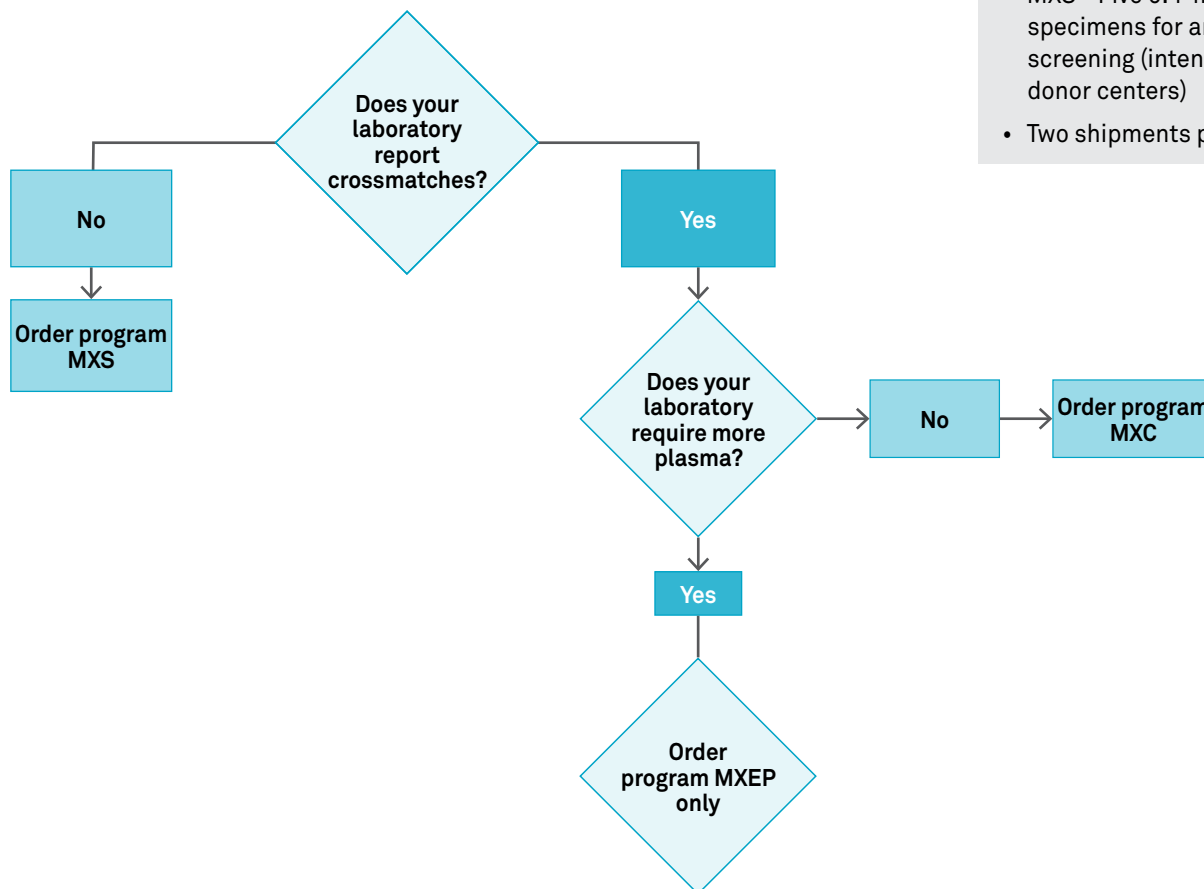 specimens for
screening
donor centers)
• Two shipments
Does your
laboratory
report
crossmatches?
No
Yes
Order program
MXS
Does your
laboratory
require more
plasma?
No
Order program
MXC
Yes
Order
program MXEP
only